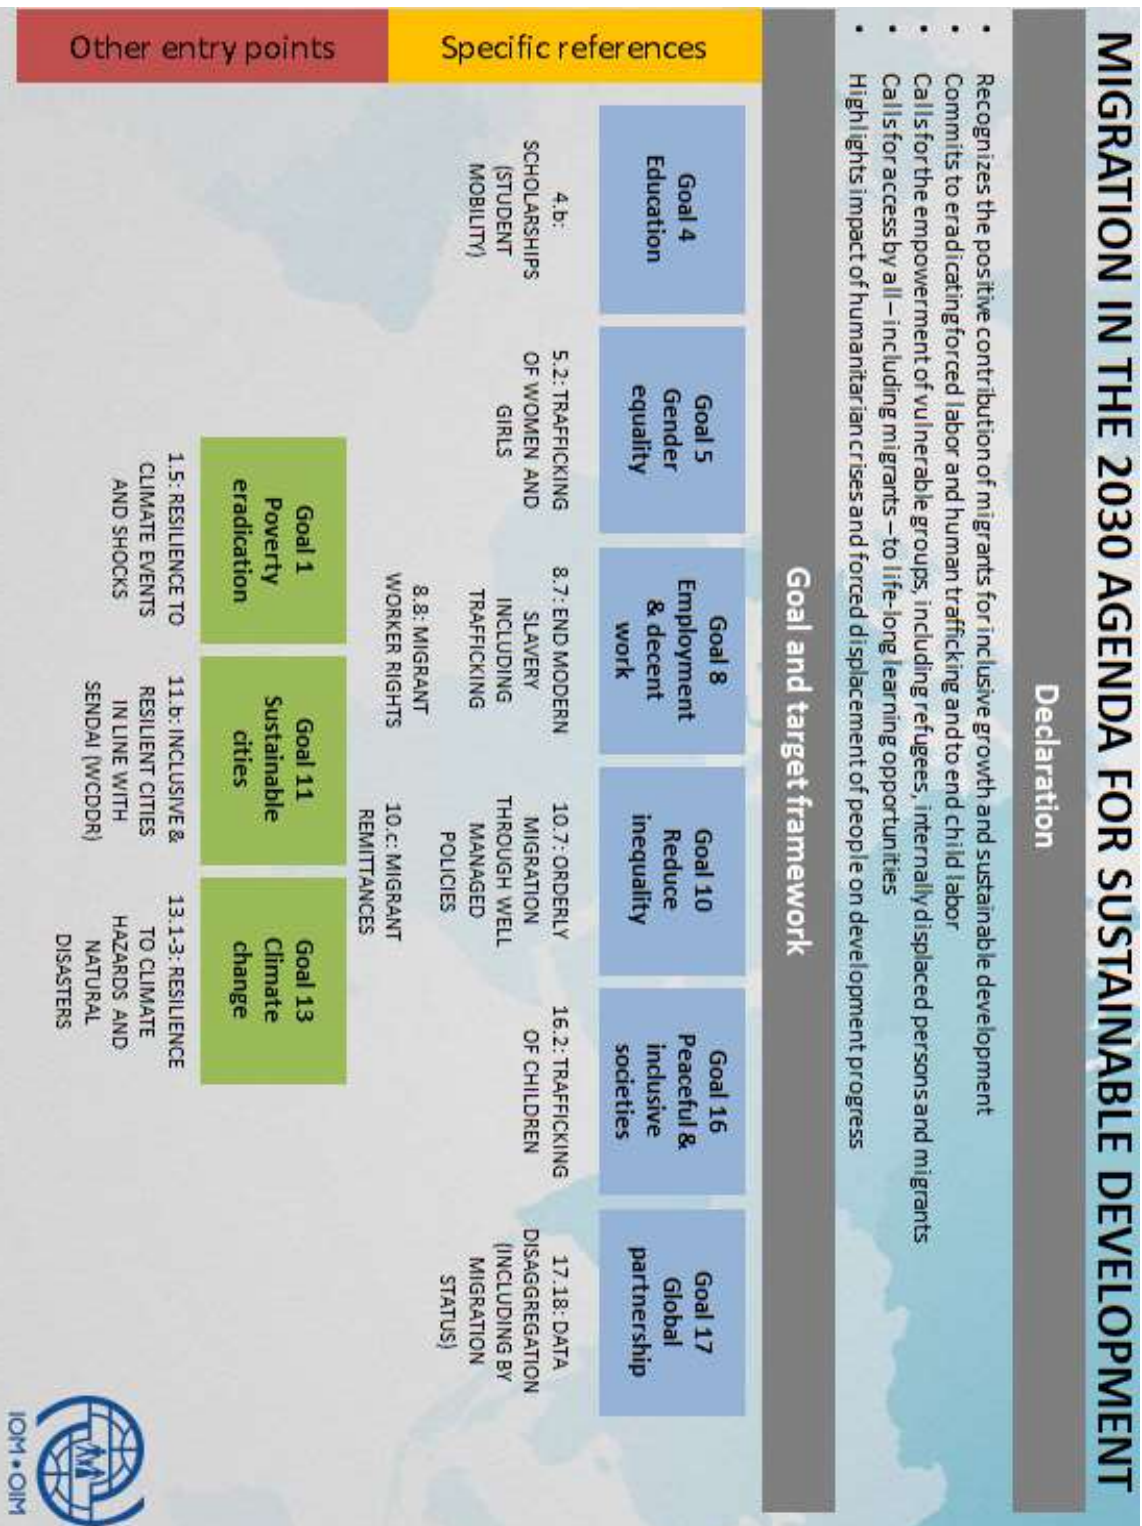 MIGRATION IN THE 2030 AGENDA FOR SUSTAINABLE DEVELOPMENT
Declaration
• Recognizes the positive contribution of migrants for inclusive growth and sustainable development
• Commits to eradicating forced labor and human trafficking and to end child labor
• Calls for the empowerment of vulnerable groups, including refugees, internally displaced persons and migrants
• Calls for access by all – including migrants – to life-long learning opportunities
• Highlights impact of humanitarian crises and forced displacement of people on development progress
Goal and target framework
Specific references
Goal 4
Education
4.b:
SCHOLARSHIPS
(STUDENT
MOBILITY)
Goal 5
Gender
equality
5.2: TRAFFICKING
OF WOMEN AND
GIRLS
Goal 8
Employment
& decent
work
8.7: END MODERN
SLAVERY
INCLUDING
TRAFFICKING
8.8: MIGRANT
WORKER RIGHTS
Goal 10
Reduce
inequality
10.7: ORDERLY
MIGRATION
THROUGH WELL
MANAGED
POLICIES
10.c: MIGRANT
REMITTANCES
Goal 16
Peaceful &
inclusive
societies
16.2: TRAFFICKING
OF CHILDREN
Goal 17
Global
partnership
17.18: DATA
DISAGGREGATION
(INCLUDING BY
MIGRATION
STATUS)
Other entry points
Goal 1
Poverty
eradication
1.5: RESILIENCE TO
CLIMATE EVENTS
AND SHOCKS
Goal 11
Sustainable
cities
11.b: INCLUSIVE &
RESILIENT CITIES
IN LINE WITH
SENDAI (WCDDR)
Goal 13
Climate
change
13.1-3: RESILIENCE
TO CLIMATE
HAZARDS AND
NATURAL
DISASTERS
IOM • OIM